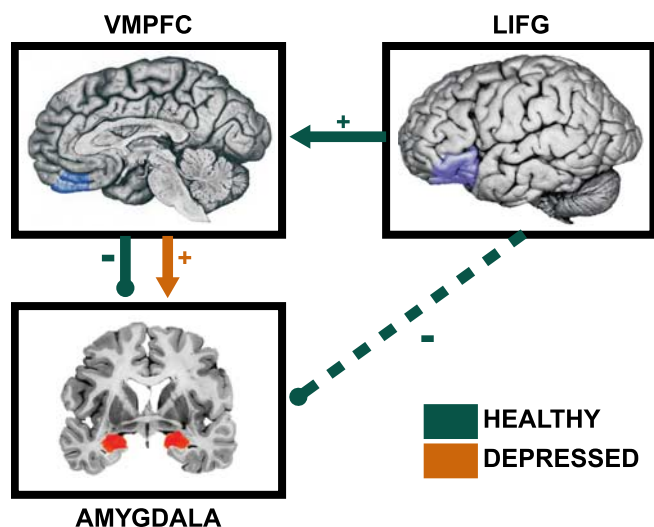 VMPFC
LIFG
+
-
+
-
HEALTHY
DEPRESSED
AMYGDALA